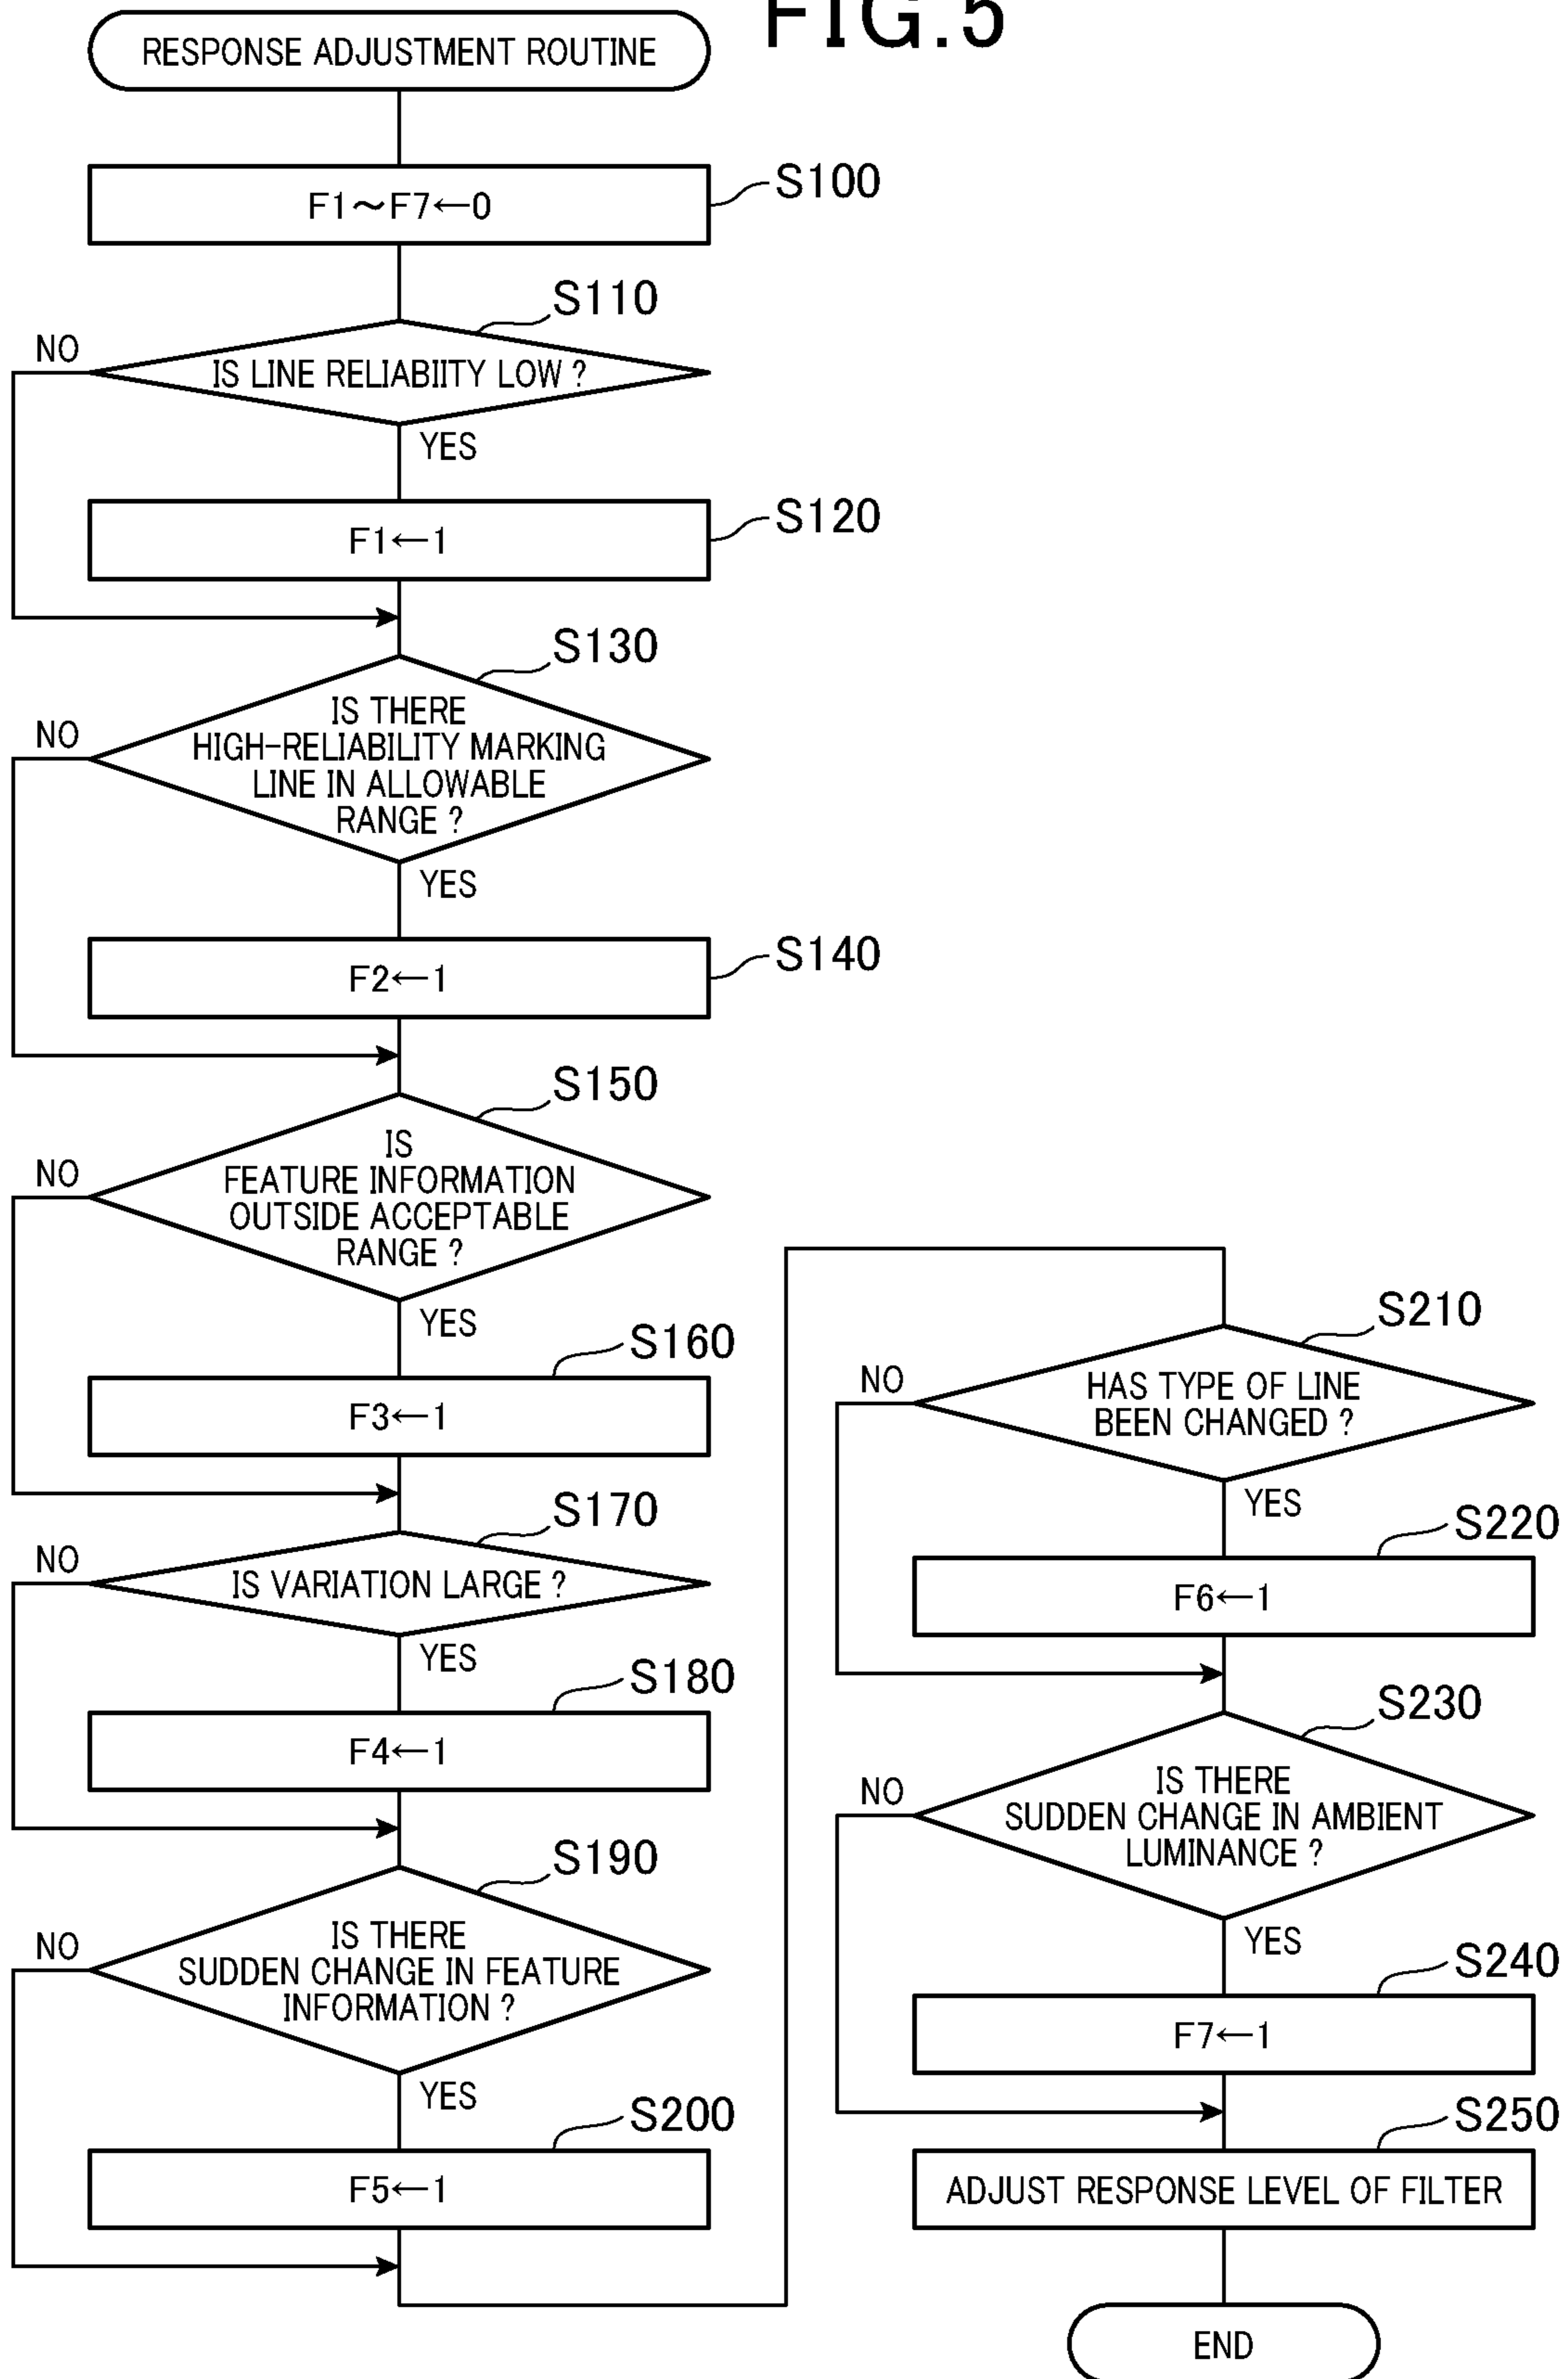 FIG.5
RESPONSE ADJUSTMENT ROUTINE
F1～F7←0
S100
S110
NO
IS LINE RELIABIITY LOW ?
YES
F1←1
S120
S130
NO
IS THERE
HIGH-RELIABILITY MARKING
LINE IN ALLOWABLE
RANGE ?
YES
F2←1
S140
S150
NO
IS
FEATURE INFORMATION
OUTSIDE ACCEPTABLE
RANGE ?
YES
S160
F3←1
S170
NO
IS VARIATION LARGE ?
YES
S180
F4←1
S190
NO
IS THERE
SUDDEN CHANGE IN FEATURE
INFORMATION ?
YES
S200
F5←1
S210
NO
HAS TYPE OF LINE
BEEN CHANGED ?
YES
S220
F6←1
S230
NO
IS THERE
SUDDEN CHANGE IN AMBIENT
LUMINANCE ?
YES
S240
F7←1
S250
ADJUST RESPONSE LEVEL OF FILTER
END